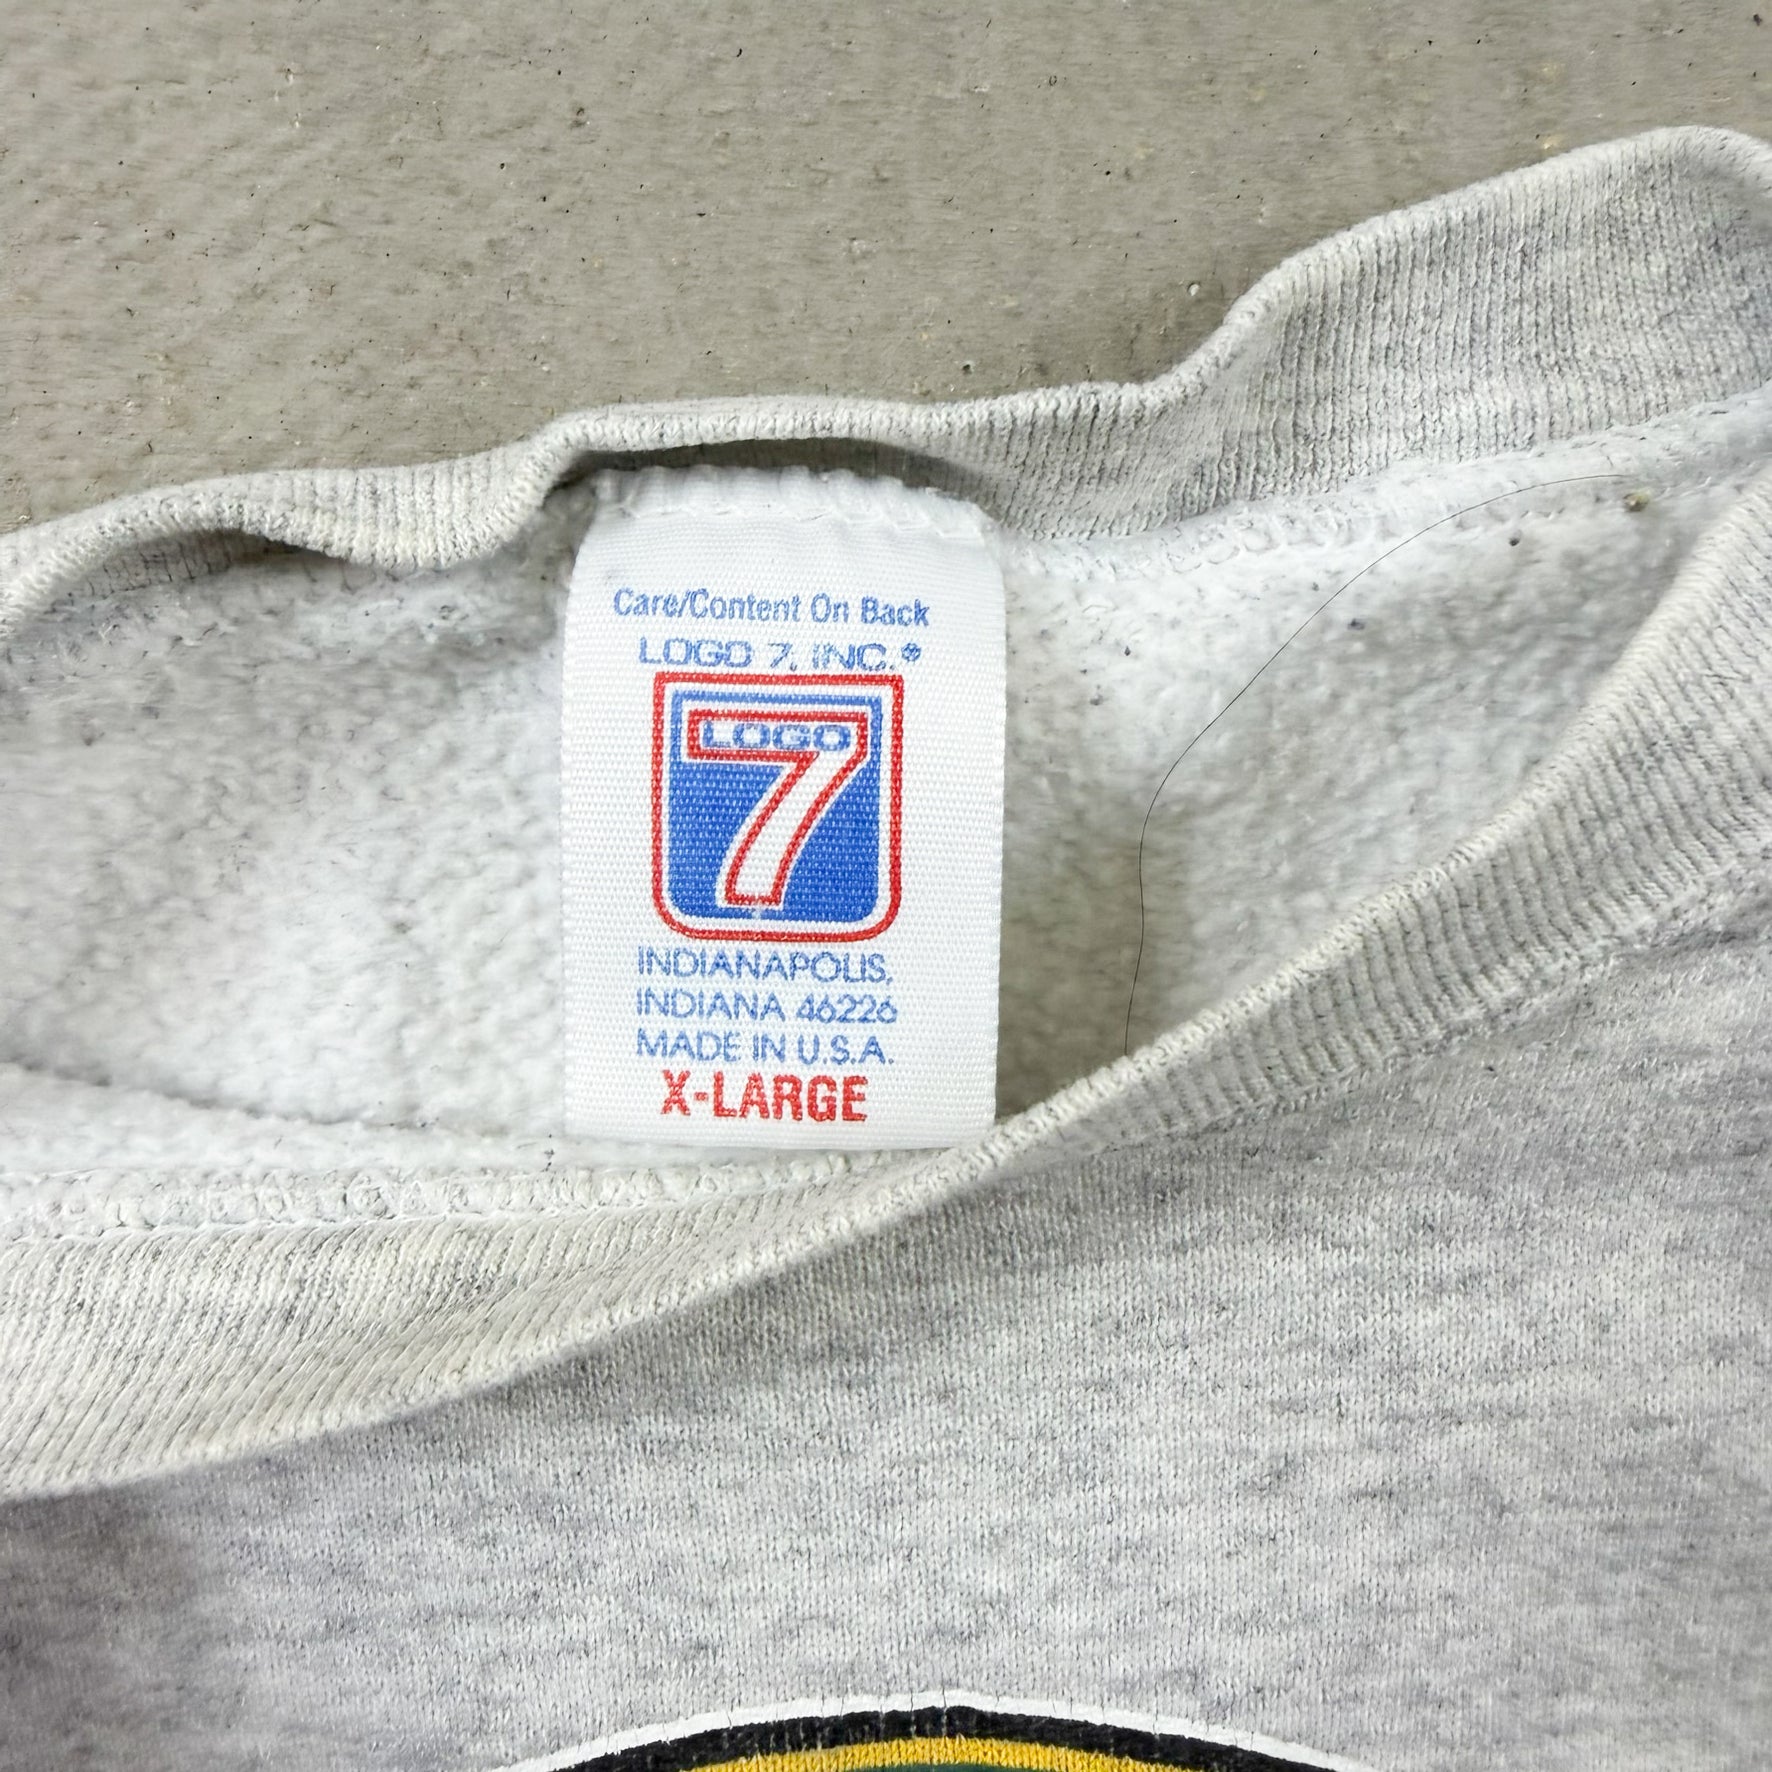 Care/Content On Back
LOGO 7, INC.®
LOGO
7
INDIANAPOLIS,
INDIANA 46226
MADE IN U.S.A.
X-LARGE